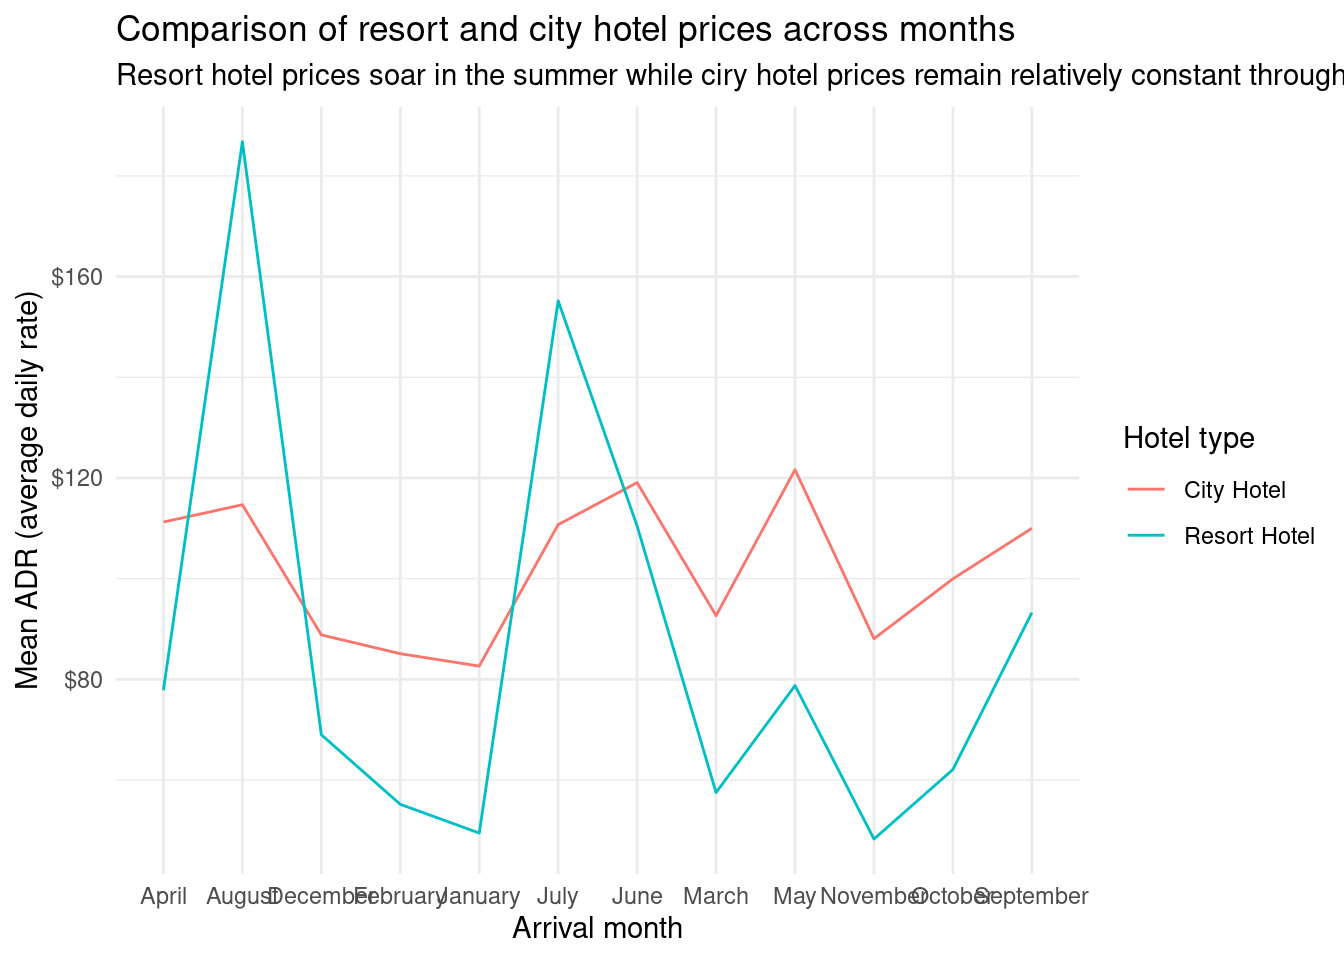 Comparison of resort and city hotel prices across months
Resort hotel prices soar in the summer while ciry hotel prices remain relatively constant through
Mean ADR (average daily rate)
$160
$120
$80
April August December February January July June March May November October September
Arrival month
Hotel type
City Hotel
Resort Hotel